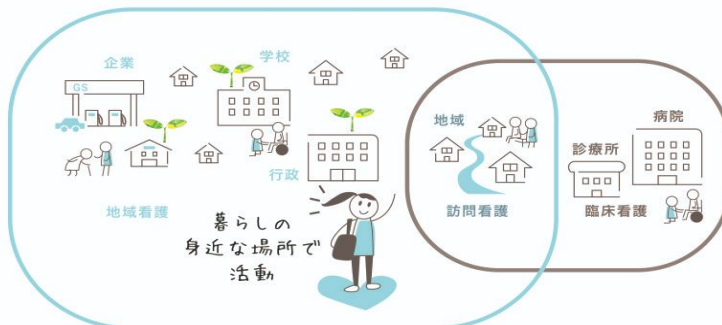 企業
GS
学校
行政
地域看護
暮らしの
身近な場所で
活動
地域
訪問看護
診療所
病院
臨床看護